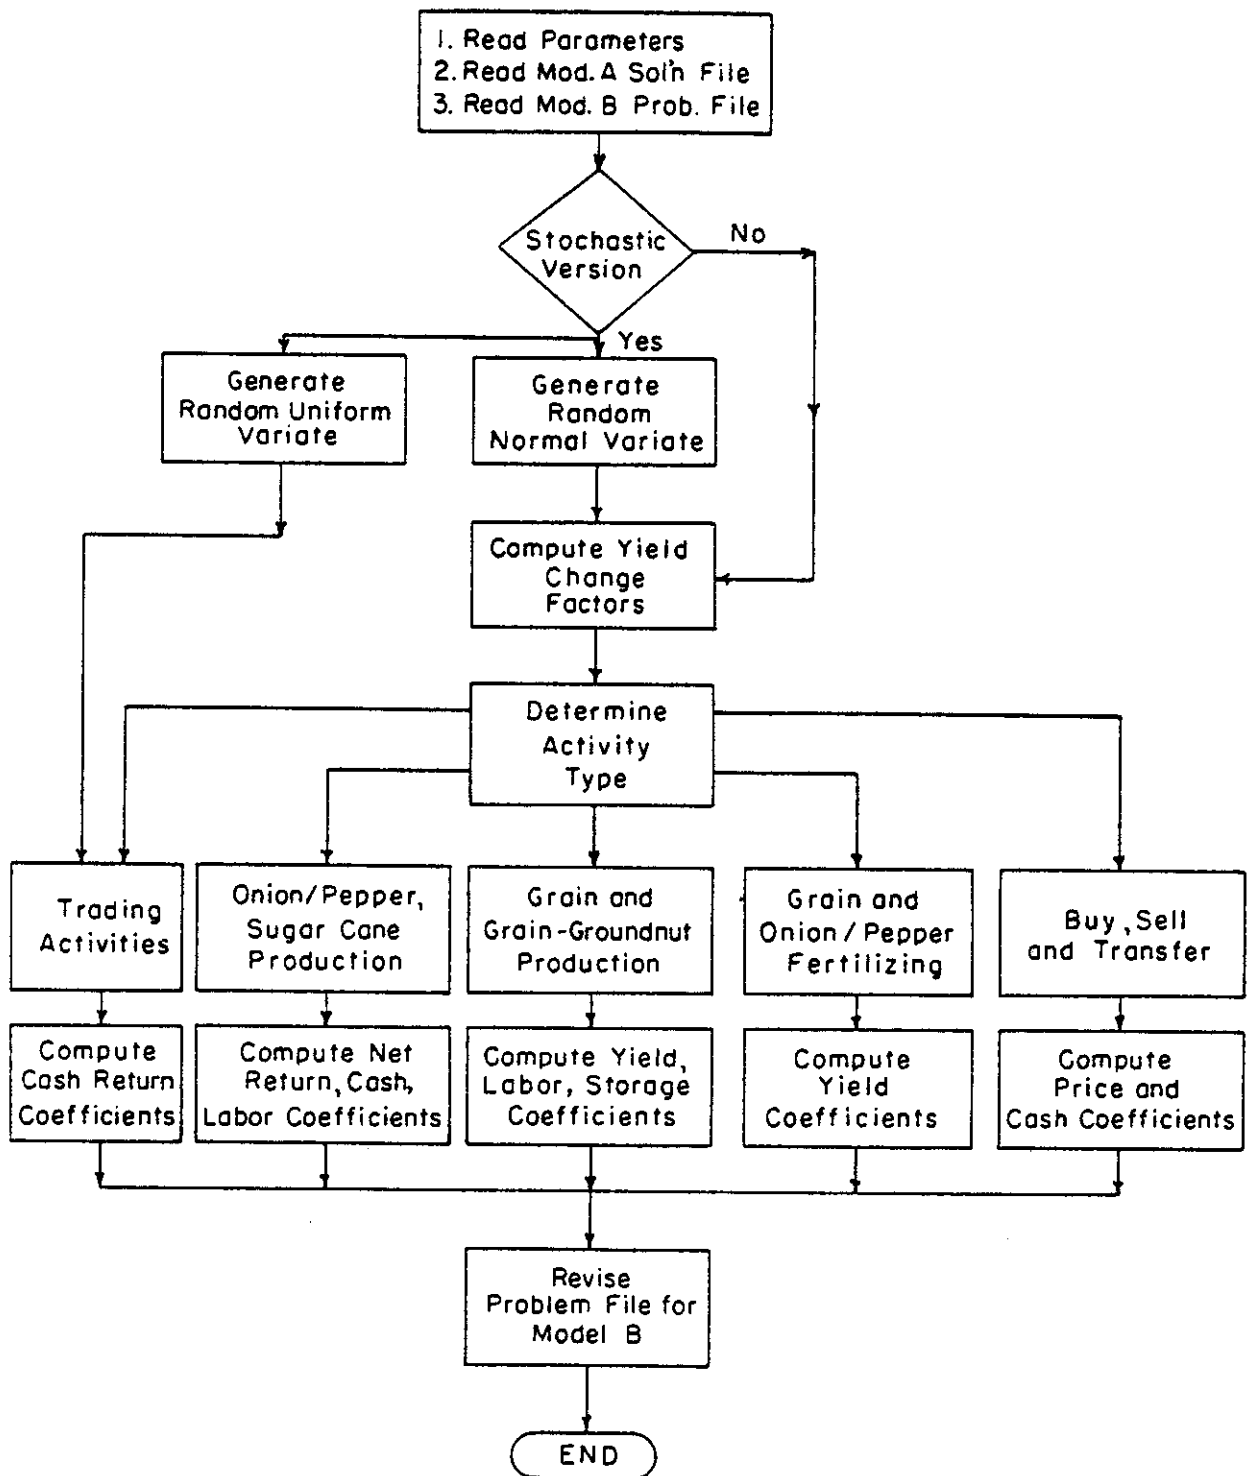 1. Read Parameters
2. Read Mod. A Sol'n File
3. Read Mod. B Prob. File
Stochastic
Version
No
Yes
Generate
Random Uniform
Variate
Generate
Random
Normal Variate
Compute Yield
Change
Factors
Determine
Activity
Type
Trading
Activities
Onion/Pepper,
Sugar Cane
Production
Grain and
Grain-Groundnut
Production
Grain and
Onion/Pepper
Fertilizing
Buy, Sell
and Transfer
Compute
Cash Return
Coefficients
Compute Net
Return, Cash,
Labor Coefficients
Compute Yield,
Labor, Storage
Coefficients
Compute
Yield
Coefficients
Compute
Price and
Cash Coefficients
Revise
Problem File for
Model B
END